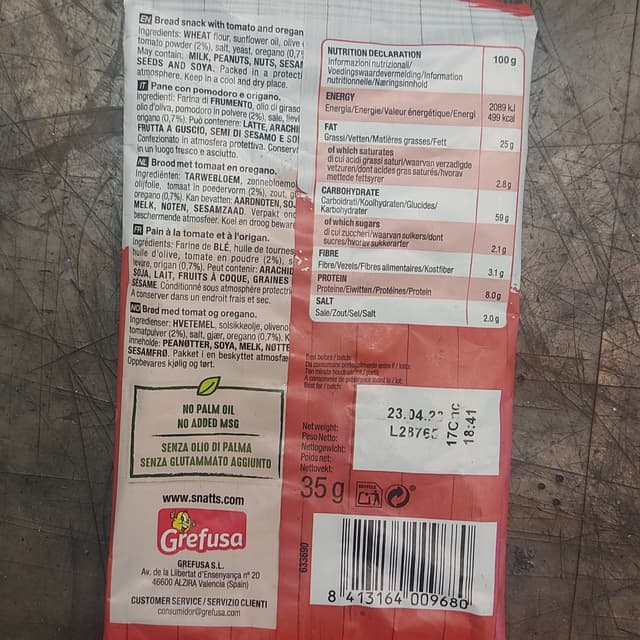 EN Bread snack with tomato and oregan
Ingredients: WHEAT flour, sunflower oil, olive
tomato powder (2%), salt, yeast, oregano (0,7
May contain: MILK, PEANUTS, NUTS, SESAM
SEEDS AND SOYA. Packed in a protecti
atmosphere. Keep in a cool and dry place.
IT Pane con pomodoro e origano.
Ingredienti: Farina di FRUMENTO, olio di giraso
olio d'oliva, pomodoro in polvere (2%), sale, lievi
origano (0,7%). Può contenere: LATTE, ARACHI
FRUTTA A GUSCIO, SEMI DI SESAMO E SO
Confezionato in atmosfera protettiva. Conserv
in un luogo fresco e asciutto.
NL Brood met tomaat en oregano.
Ingrediënten: TARWEBLOEM, zonnebloemo
olijfolie, tomaat in poedervorm (2%), zout, gi
oregano (0,7%). Kan bevatten: AARDNOTEN, SO
MELK, NOTEN, SESAMZAAD. Verpakt ond
beschermende atmosfeer. Koel en droog beware
FR Pain à la tomate et à l'origan.
Ingrédients: Farine de BLÉ, huile de tournes
huile d'olive, tomate en poudre (2%), s
levure, origan (0,7%). Peut contenir: ARACHID
SOJA, LAIT, FRUITS À COQUE, GRAINES
SÉSAME. Conditionné sous atmosphère protectri
A conserver dans un endroit frais et sec.
NO Brød med tomat og oregano.
Ingredienser: HVETEMEL, solsikkeolje, olivenol
tomatpulver (2%), salt, gjær, oregano (0,7%). K
inneholde: PEANØTTER, SOYA, MELK, NØTTE
SESAMFRØ. Pakket i en beskyttet atmosfæ
Oppbevares kjølig og tørt.
NO PALM OIL
NO ADDED MSG
SENZA OLIO DI PALMA
SENZA GLUTAMMATO AGGIUNTO
www.snatts.com
Grefusa
GREFUSA S.L.
Av. de la Llibertat d'Ensenyança nº 20
46600 ALZIRA Valencia (Spain)
CUSTOMER SERVICE / SERVIZIO CLIENTI
consumidor@grefusa.com
NUTRITION DECLARATION 100 g
Informazioni nutrizionali/
Voedingswaardevermelding/Information
nutritionnelle/Næringsinnhold
ENERGY 2089 kJ
Energia/Energie/Valeur énergétique/Energi 499 kcal
FAT
Grassi/Vetten/Matières grasses/Fett 25 g
of which saturates
di cui acidi grassi saturi/waarvan verzadigde
vetzuren/dont acides gras saturés/hvorav
mettede fettsyrer 2.8 g
CARBOHYDRATE
Carboidrati/Koolhydraten/Glucides/
Karbohydrater 59 g
of which sugars
di cui zuccheri/waarvan suikers/dont
sucres/hvorav sukkerarter 2.1 g
FIBRE
Fibre/Vezels/Fibres alimentaires/Kostfiber 3.1 g
PROTEIN
Proteine/Eiwitten/Protéines/Protein 8.0 g
SALT
Sale/Zout/Sel/Salt 2.0 g
23.04.22
17C
18:41
Net weight:
Peso Netto:
Nettogewicht:
Poids net:
Nettovekt:
35 g
633690
8 413164 009680